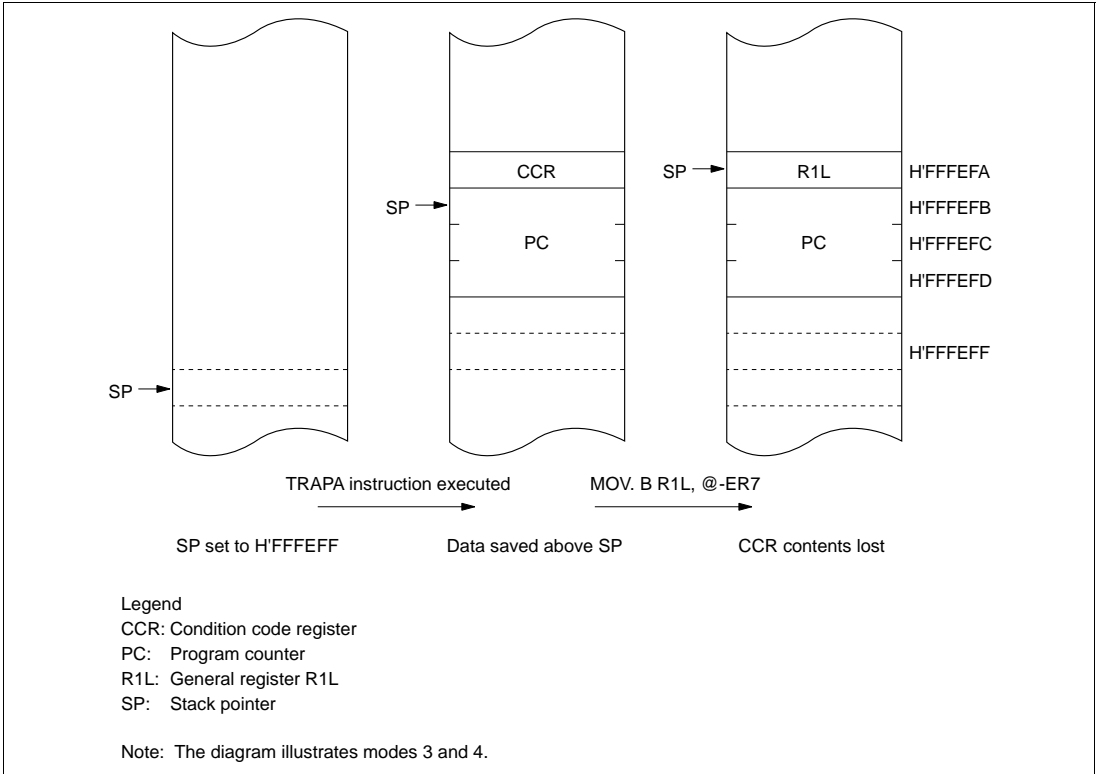 CCR
SP
R1L
H'FFFEFA
SP
H'FFFEFB
PC
PC
H'FFFEFC
H'FFFEFD
H'FFFEFF
SP
TRAPA instruction executed
MOV. B R1L, @-ER7
SP set to H'FFFEFF
Data saved above SP
CCR contents lost
Legend
CCR: Condition code register
PC: Program counter
R1L: General register R1L
SP: Stack pointer
Note: The diagram illustrates modes 3 and 4.